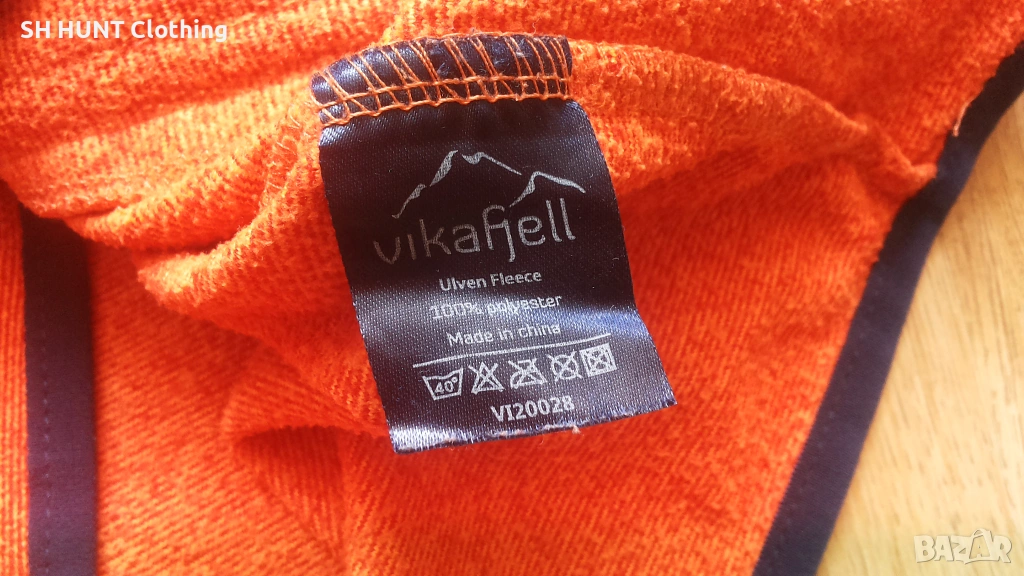 SH HUNT Clothing
vikafjell
Ulven Fleece
100% polyester
Made in china
40°
VI20028
BAZAR